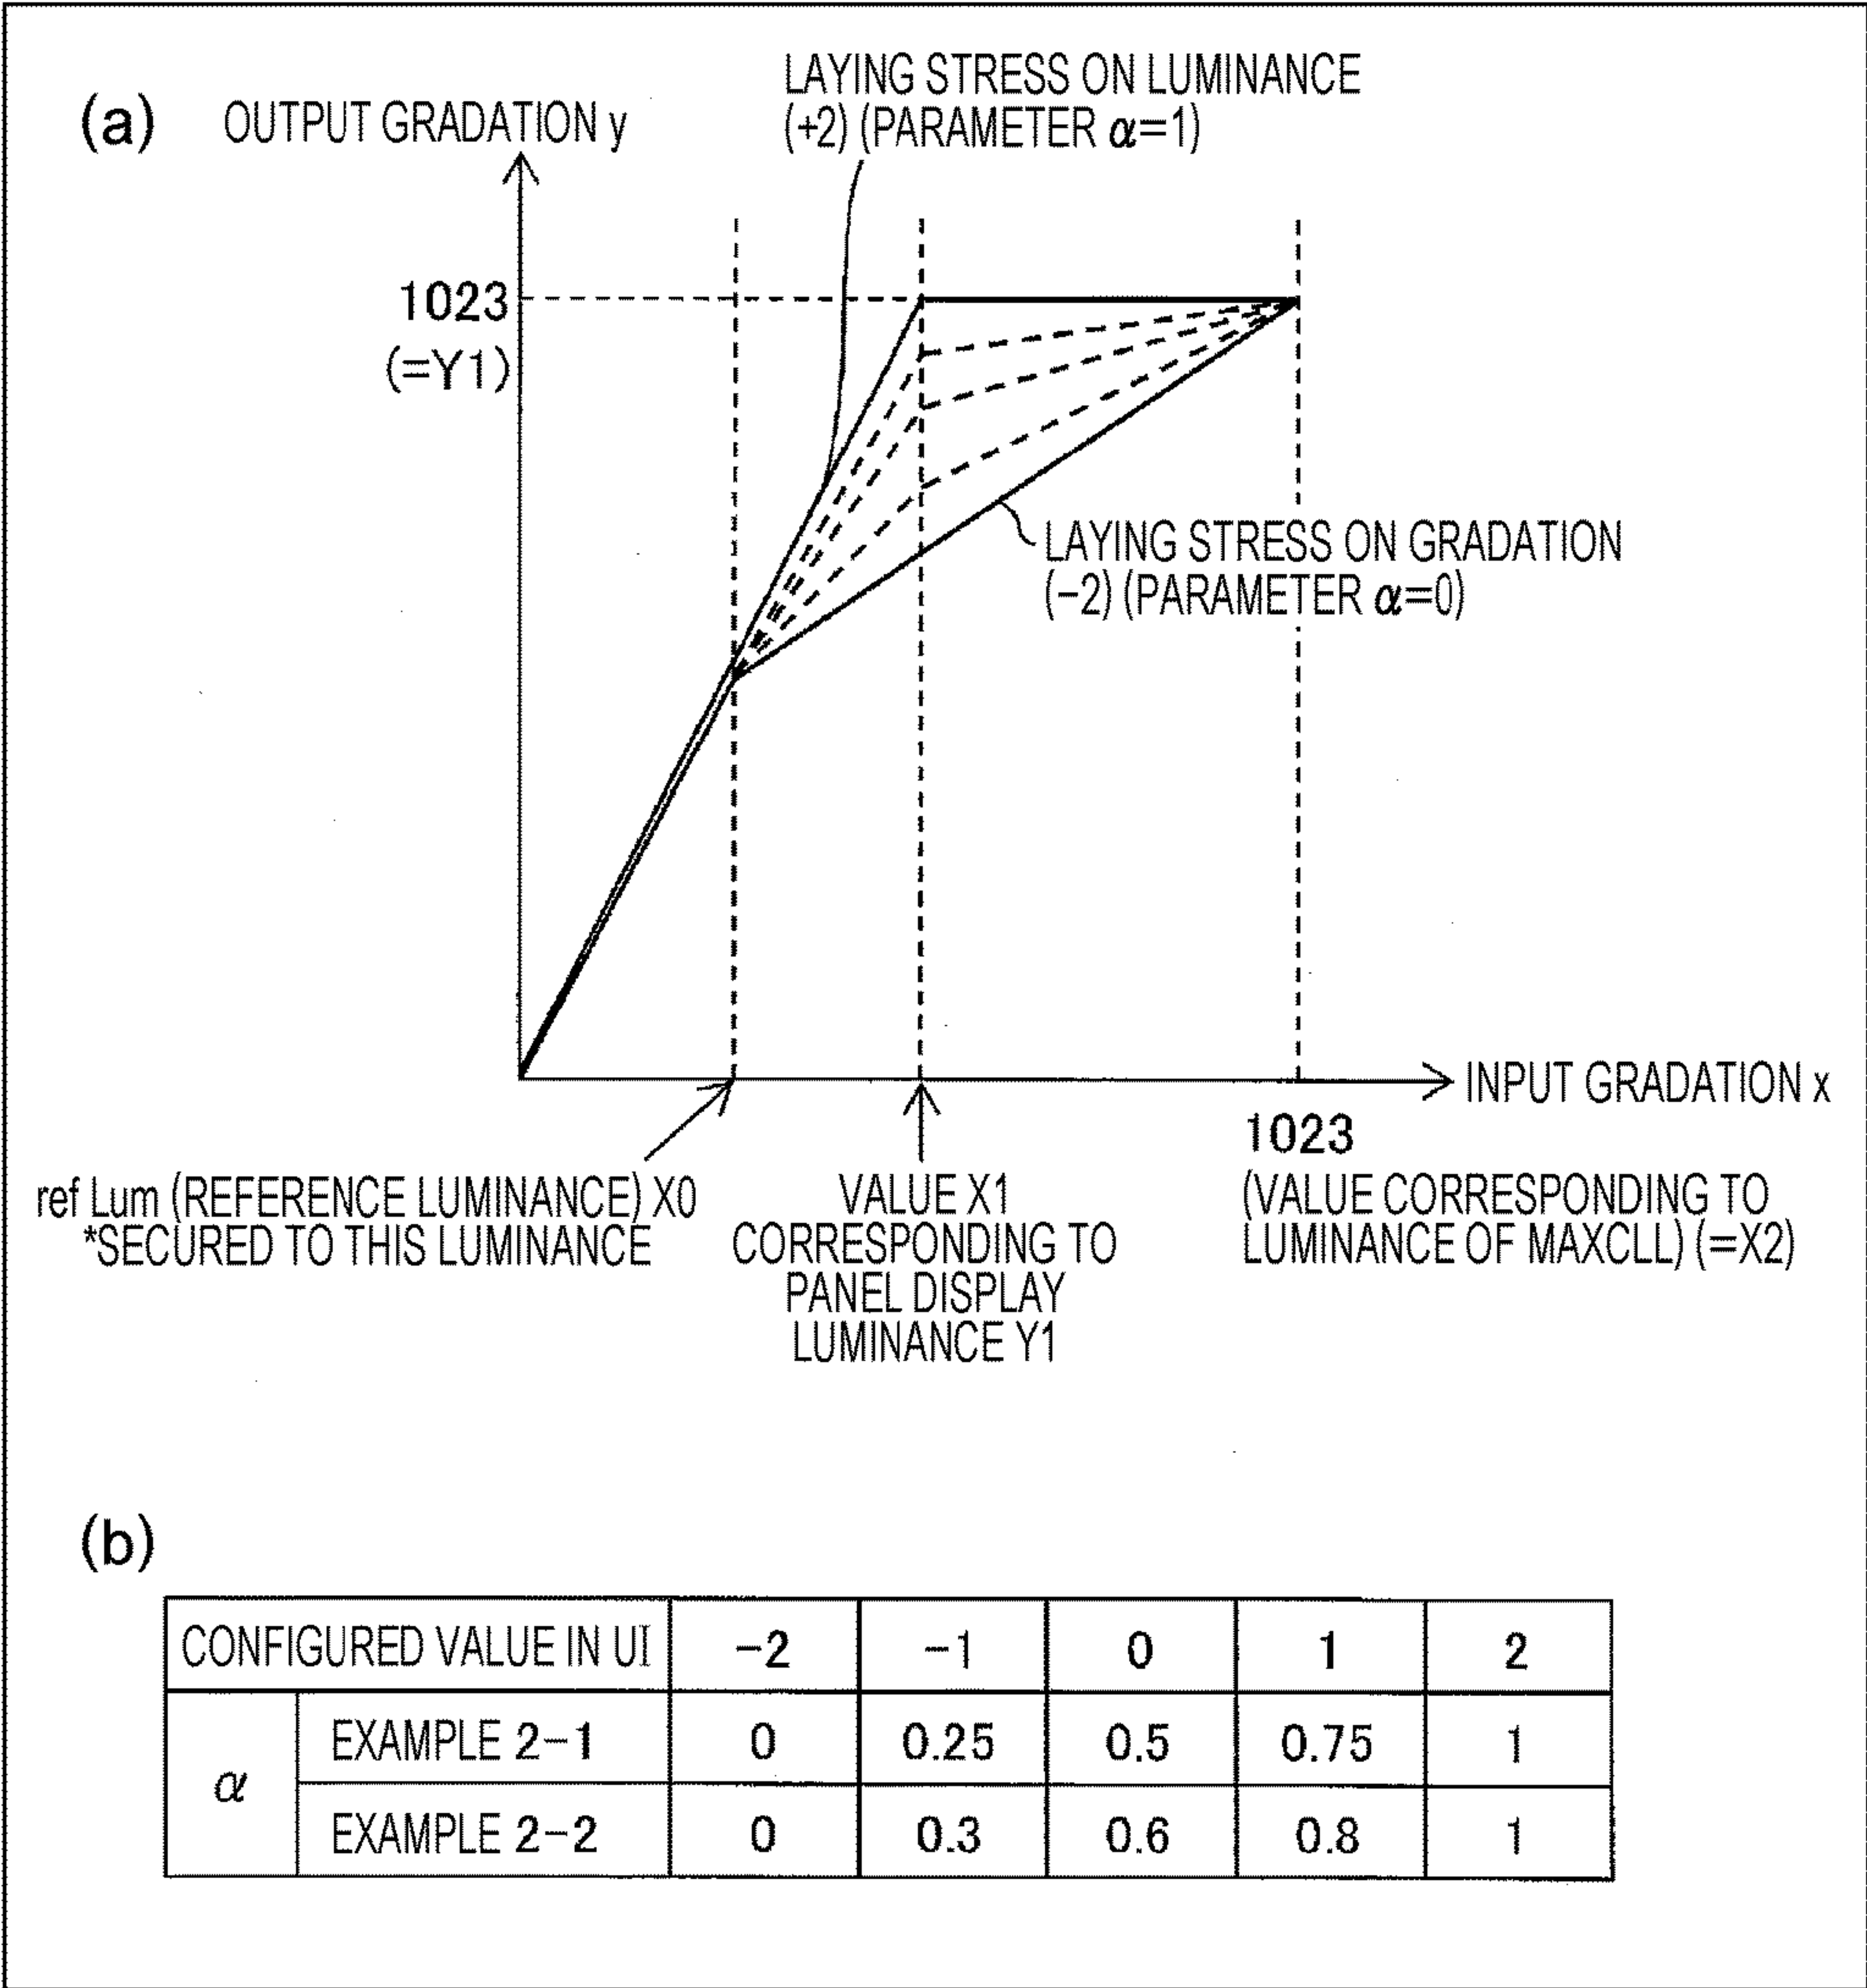 (a)
OUTPUT GRADATION y
LAYING STRESS ON LUMINANCE
(+2) (PARAMETER α=1)
1023
(=Y1)
LAYING STRESS ON GRADATION
(−2) (PARAMETER α=0)
INPUT GRADATION x
ref Lum (REFERENCE LUMINANCE) X0
*SECURED TO THIS LUMINANCE
VALUE X1
CORRESPONDING TO
PANEL DISPLAY
LUMINANCE Y1
1023
(VALUE CORRESPONDING TO
LUMINANCE OF MAXCLL) (=X2)
(b)
CONFIGURED VALUE IN UI −2 −1 0 1 2
α
EXAMPLE 2−1 0 0.25 0.5 0.75 1
EXAMPLE 2−2 0 0.3 0.6 0.8 1